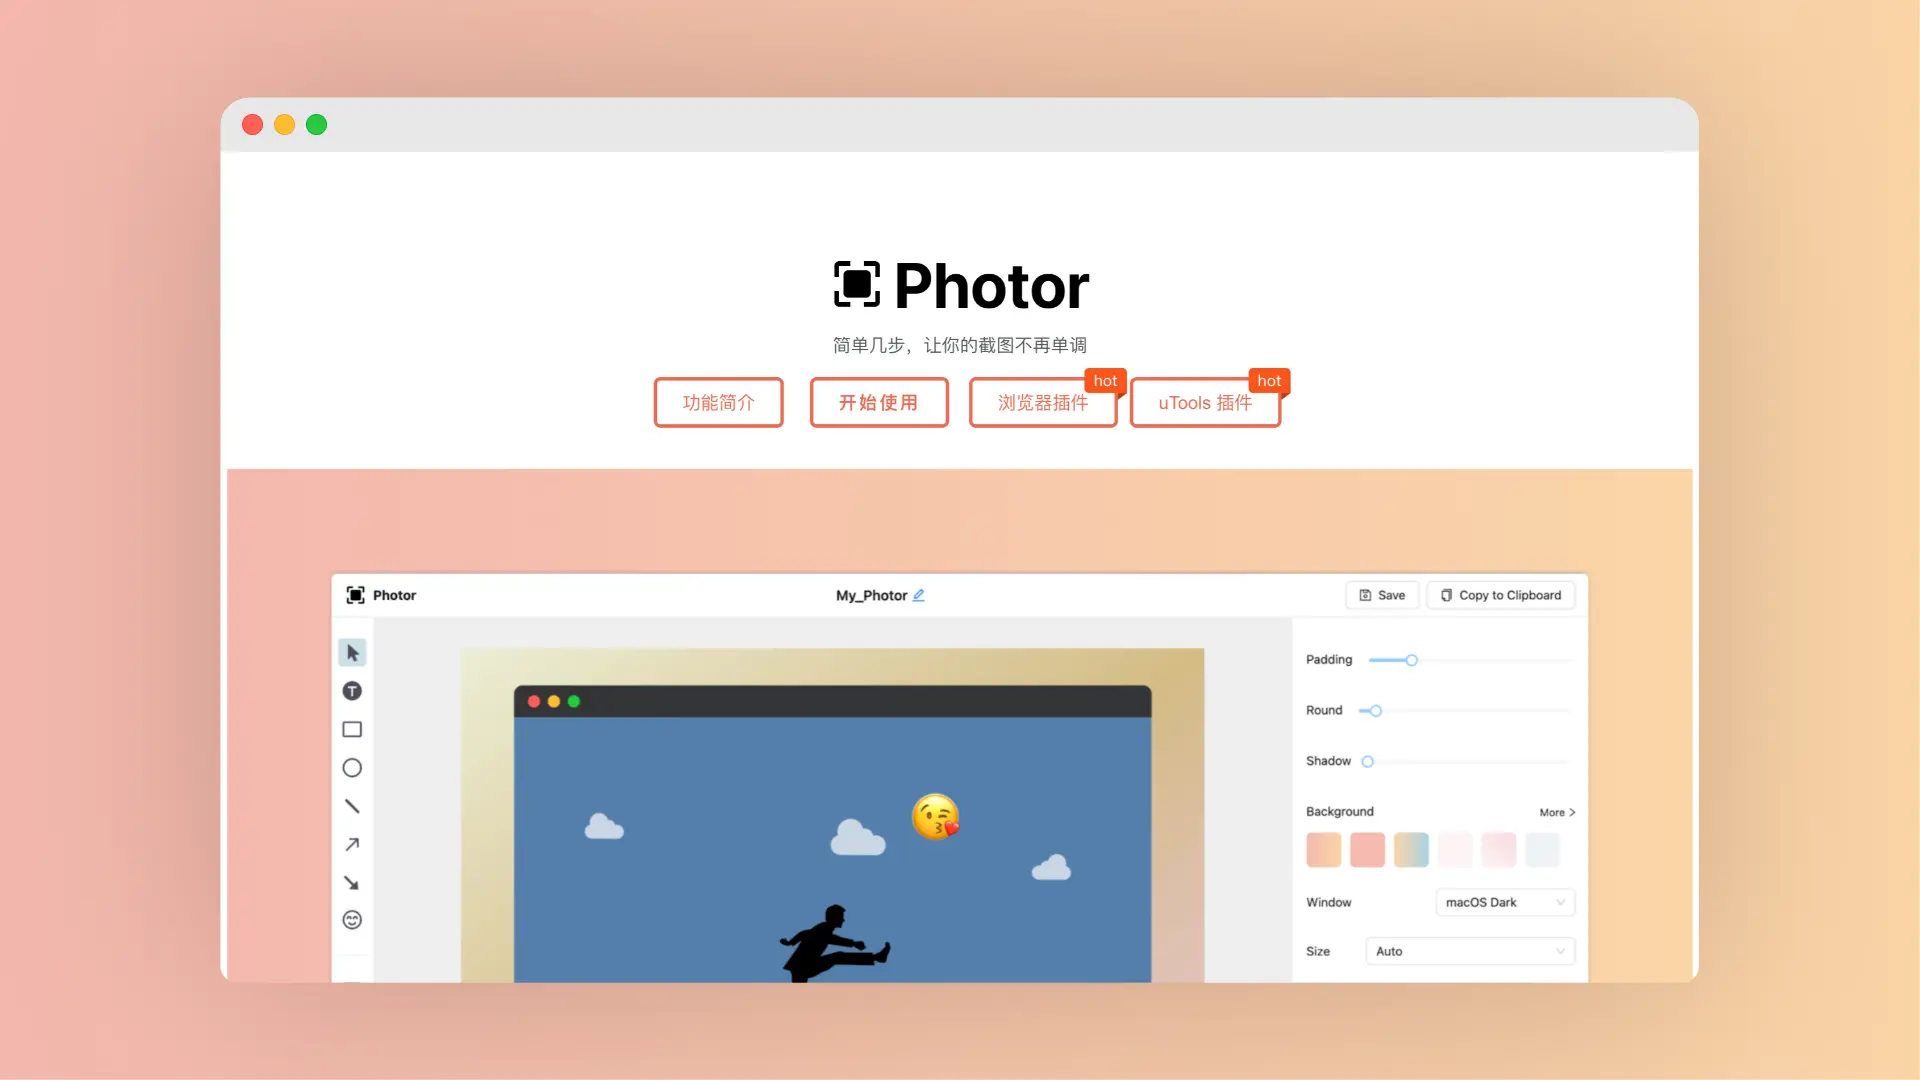 Photor
简单几步，让你的截图不再单调
功能简介
开始使用
浏览器插件
hot
uTools 插件
hot
Photor
My_Photor
Save
Copy to Clipboard
T
Padding
Round
Shadow
Background
More >
Window
macOS Dark
Size
Auto